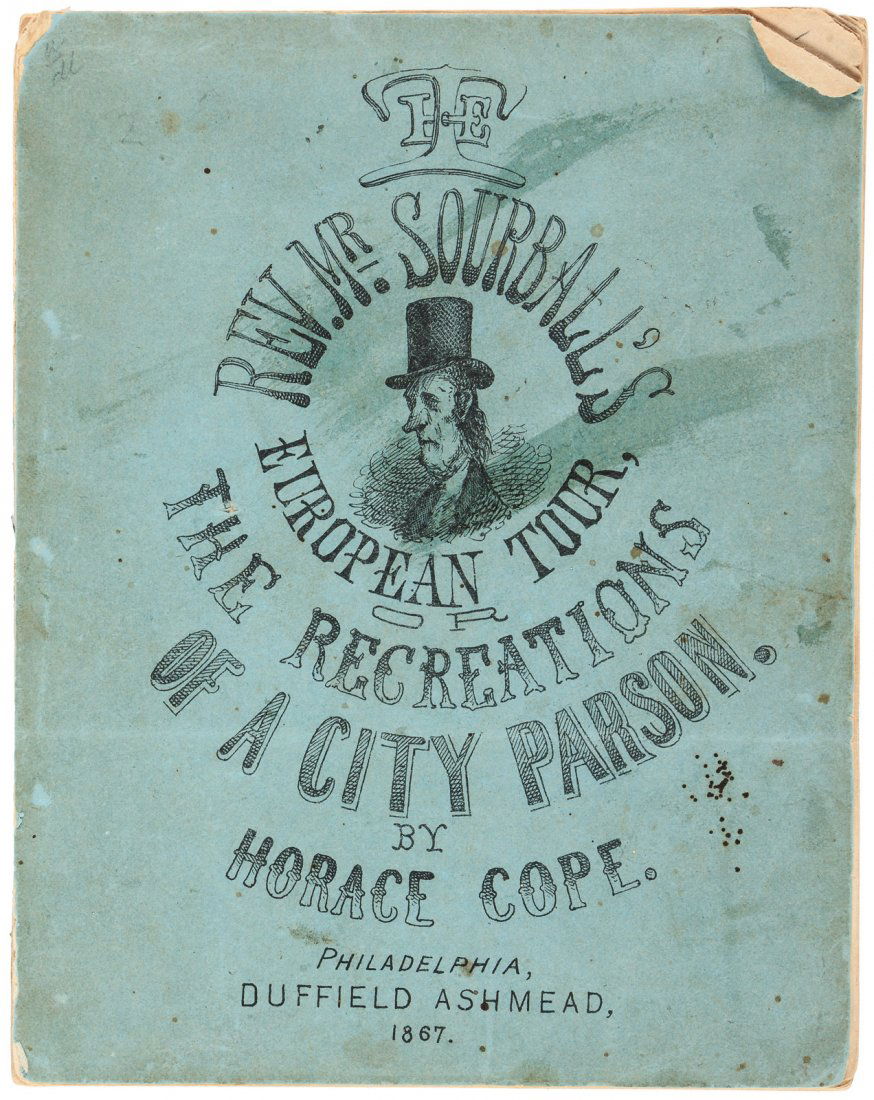 THE
REV. MR. SOURBALL'S
EUROPEAN TOUR,
OR
THE RECREATIONS
OF A CITY PARSON.
BY
HORACE COPE.
PHILADELPHIA,
DUFFIELD ASHMEAD,
1867.